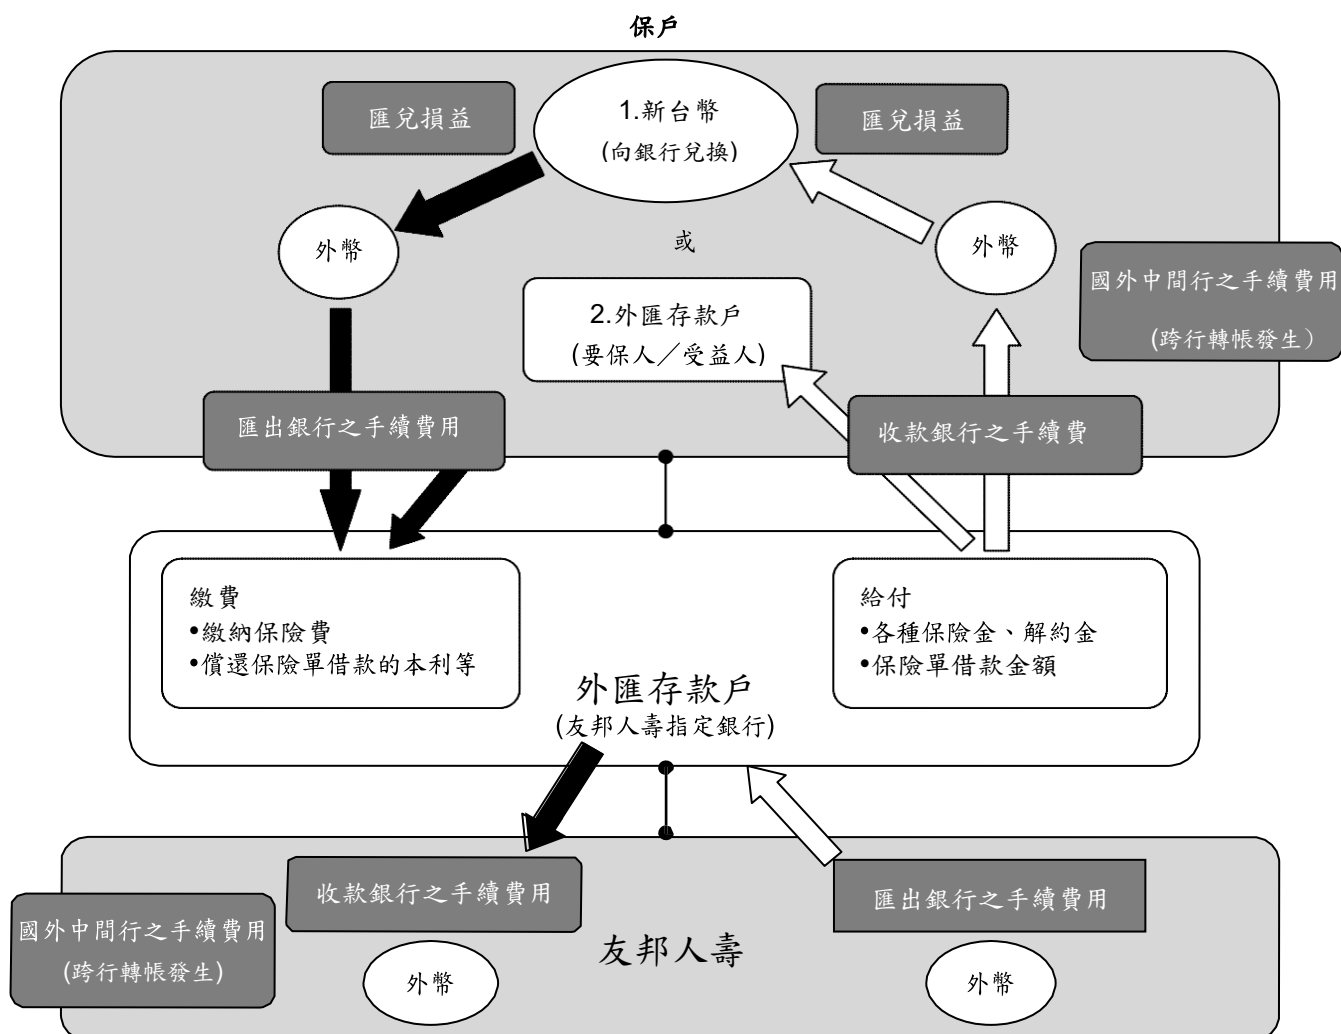 保戶
匯兌損益
1.新台幣
(向銀行兌換)
匯兌損益
外幣
或
外幣
國外中間行之手續費用
(跨行轉帳發生)
2.外匯存款戶
(要保人／受益人)
匯出銀行之手續費用
收款銀行之手續費
繳費
•繳納保險費
•償還保險單借款的本利等
給付
•各種保險金、解約金
•保險單借款金額
外匯存款戶
(友邦人壽指定銀行)
收款銀行之手續費用
匯出銀行之手續費用
國外中間行之手續費用
(跨行轉帳發生)
友邦人壽
外幣
外幣